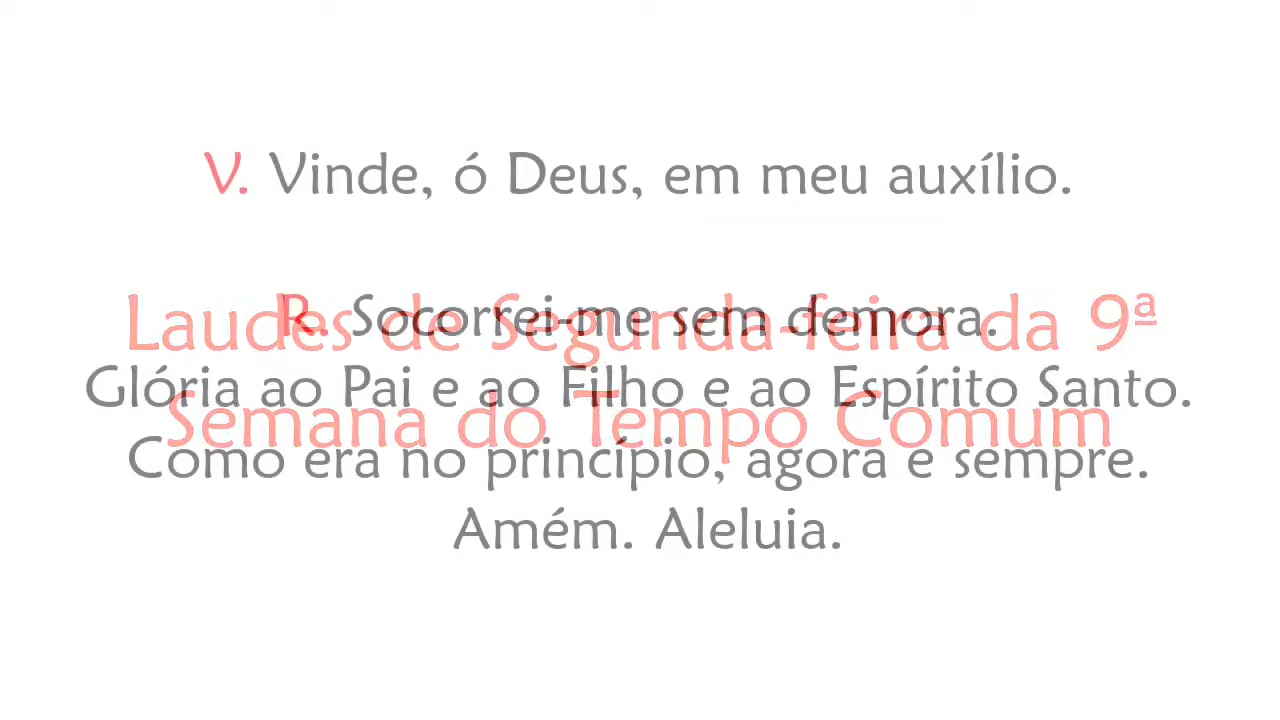 V. Vinde, ó Deus, em meu auxílio.
R. Socorrei-me sem demora.
Laudes de Segunda-feira da 9ª
Glória ao Pai e ao Filho e ao Espírito Santo.
Semana do Tempo Comum
Como era no princípio, agora e sempre.
Amém. Aleluia.